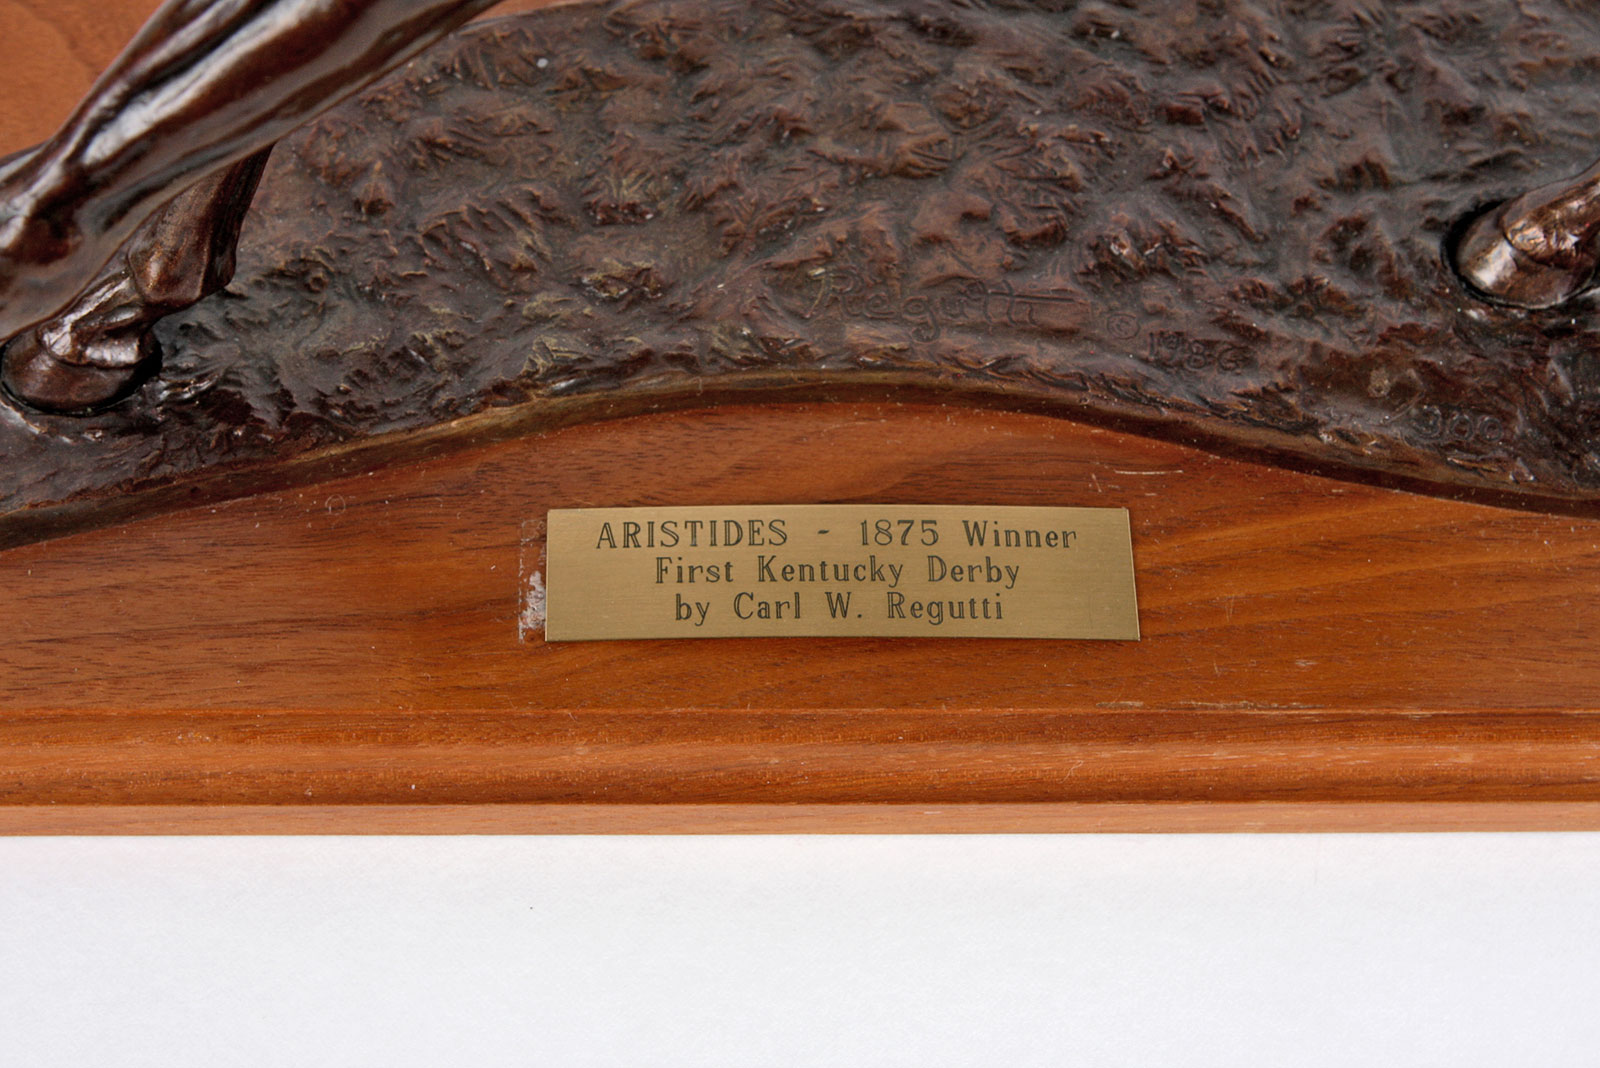 Regutti © 1986
ARISTIDES - 1875 Winner
First Kentucky Derby
by Carl W. Regutti